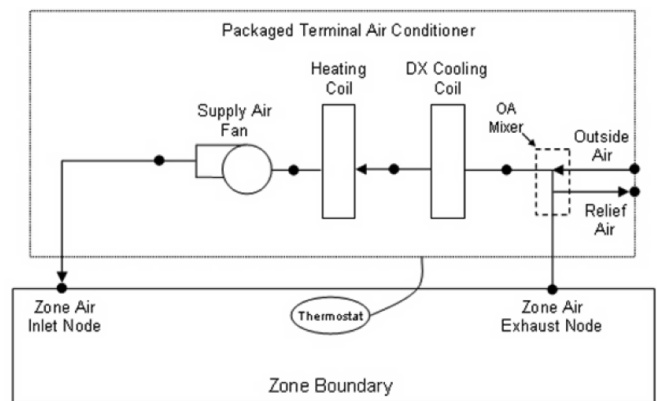 Packaged Terminal Air Conditioner
Heating
Coil
DX Cooling
Coil
Supply Air
Fan
OA
Mixer
Outside
Air
Relief
Air
Zone Air
Inlet Node
Thermostat
Zone Air
Exhaust Node
Zone Boundary